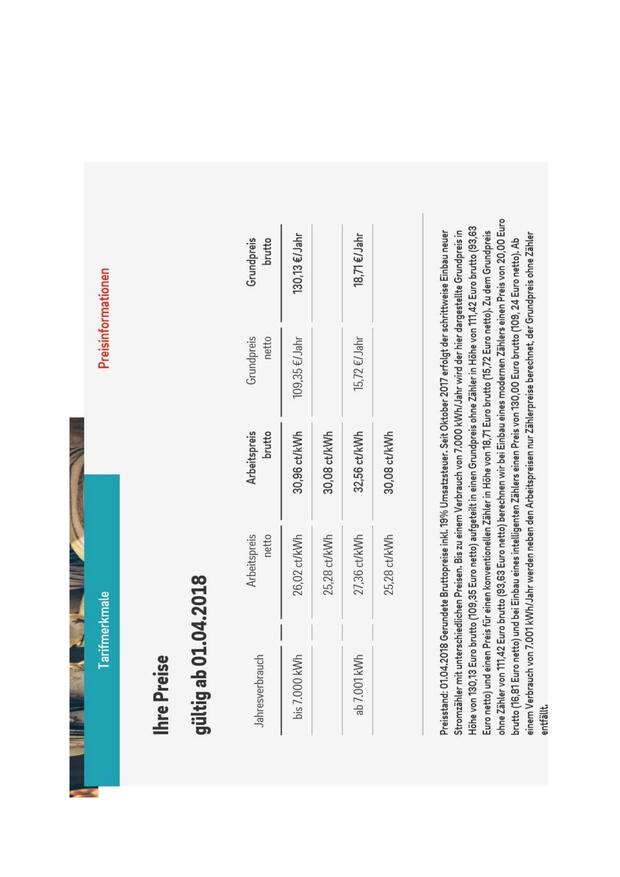 Tarifmerkmale Preisinformationen
Ihre Preise
gültig ab 01.04.2018
Jahresverbrauch Arbeitspreis netto Arbeitspreis brutto Grundpreis netto Grundpreis brutto
bis 7.000 kWh 26,02 ct/kWh 30,96 ct/kWh 109,35 €/Jahr 130,13 €/Jahr
25,28 ct/kWh 30,08 ct/kWh
ab 7.001 kWh 27,36 ct/kWh 32,56 ct/kWh 15,72 €/Jahr 18,71 €/Jahr
25,28 ct/kWh 30,08 ct/kWh
Preisstand: 01.04.2018 Gerundete Bruttopreise inkl. 19% Umsatzsteuer. Seit Oktober 2017 erfolgt der schrittweise Einbau neuer
Stromzähler mit unterschiedlichen Preisen. Bis zu einem Verbrauch von 7.000 kWh/Jahr wird der hier dargestellte Grundpreis in
Höhe von 130,13 Euro brutto (109,35 Euro netto) aufgeteilt in einen Grundpreis ohne Zähler in Höhe von 111,42 Euro brutto (93,63
Euro netto) und einen Preis für einen konventionellen Zähler in Höhe von 18,71 Euro brutto (15,72 Euro netto). Zu dem Grundpreis
ohne Zähler von 111,42 Euro brutto (93,63 Euro netto) berechnen wir bei Einbau eines modernen Zählers einen Preis von 20,00 Euro
brutto (16,81 Euro netto) und bei Einbau eines intelligenten Zählers einen Preis von 130,00 Euro brutto (109, 24 Euro netto). Ab
einem Verbrauch von 7.001 kWh/Jahr werden neben den Arbeitspreisen nur Zählerpreise berechnet, der Grundpreis ohne Zähler
entfällt.